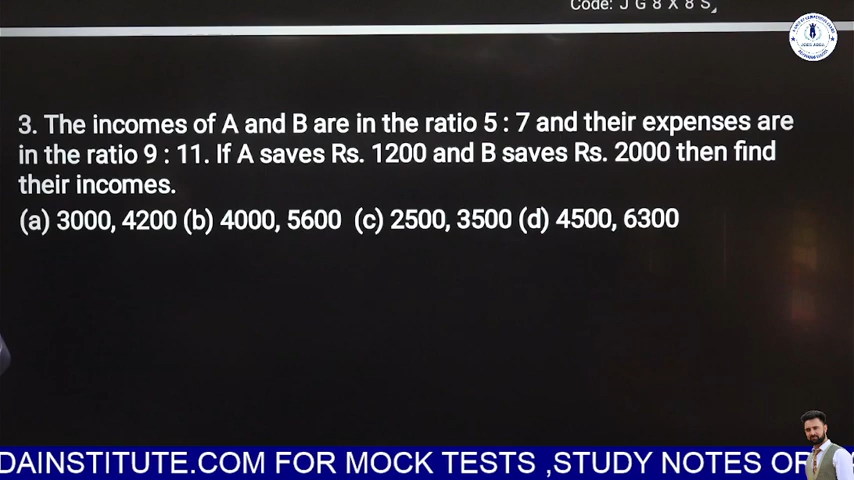 Code: J G 8 X 8 S
3. The incomes of A and B are in the ratio 5 : 7 and their expenses are
in the ratio 9 : 11. If A saves Rs. 1200 and B saves Rs. 2000 then find
their incomes.
(a) 3000, 4200 (b) 4000, 5600 (c) 2500, 3500 (d) 4500, 6300
DAINSTITUTE.COM FOR MOCK TESTS ,STUDY NOTES OR